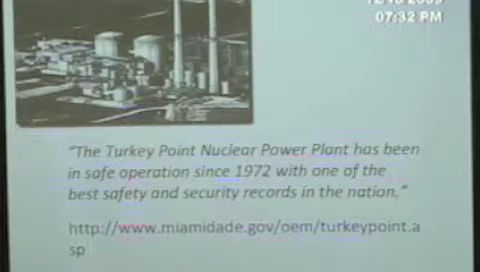 07:32 PM
"The Turkey Point Nuclear Power Plant has been
in safe operation since 1972 with one of the
best safety and security records in the nation."
http://www.miamidade.gov/oem/turkeypoint.a
sp